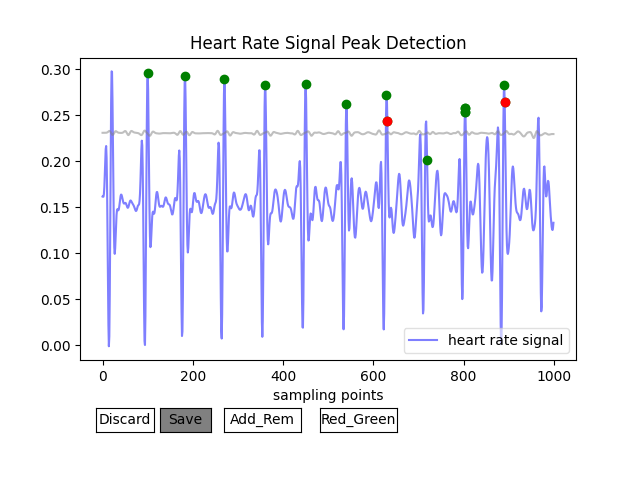 Heart Rate Signal Peak Detection
0.30
0.25
0.20
0.15
0.10
0.05
0.00
heart rate signal
0 200 400 600 800 1000
sampling points
Discard Save Add_Rem Red_Green